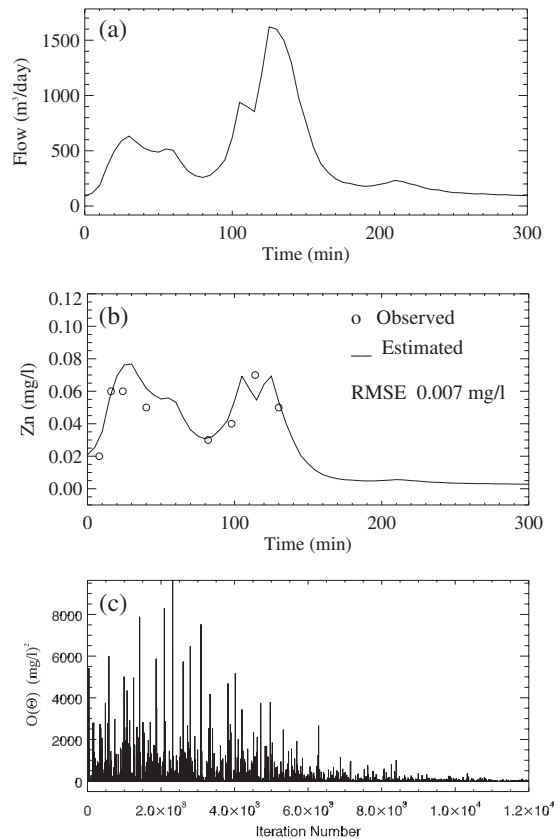 (a)
Flow (m³/day)
1500
1000
500
0
0 100 200 300
Time (min)
(b)
Zn (mg/l)
0.12
0.10
0.08
0.06
0.04
0.02
0.00
o Observed
__ Estimated
RMSE 0.007 mg/l
0 100 200 300
Time (min)
(c)
O(Θ) (mg/l)²
8000
6000
4000
2000
0
0 2.0×10³ 4.0×10³ 6.0×10³ 8.0×10³ 1.0×10⁴ 1.2×10⁴
Iteration Number